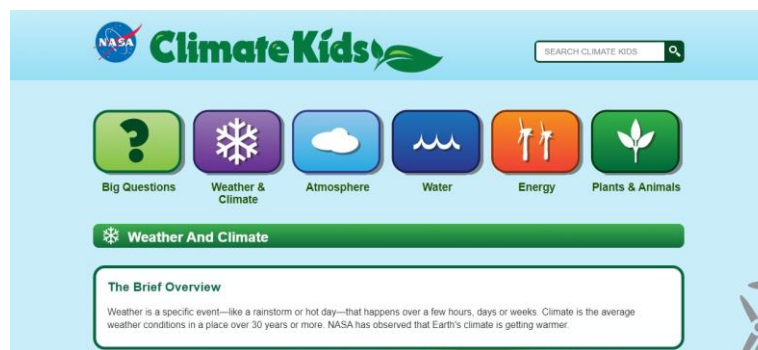 NASA
ClimateKids
SEARCH CLIMATE KIDS
Big Questions
Weather &
Climate
Atmosphere
Water
Energy
Plants & Animals
Weather And Climate
The Brief Overview
Weather is a specific event—like a rainstorm or hot day—that happens over a few hours, days or weeks. Climate is the average
weather conditions in a place over 30 years or more. NASA has observed that Earth's climate is getting warmer.